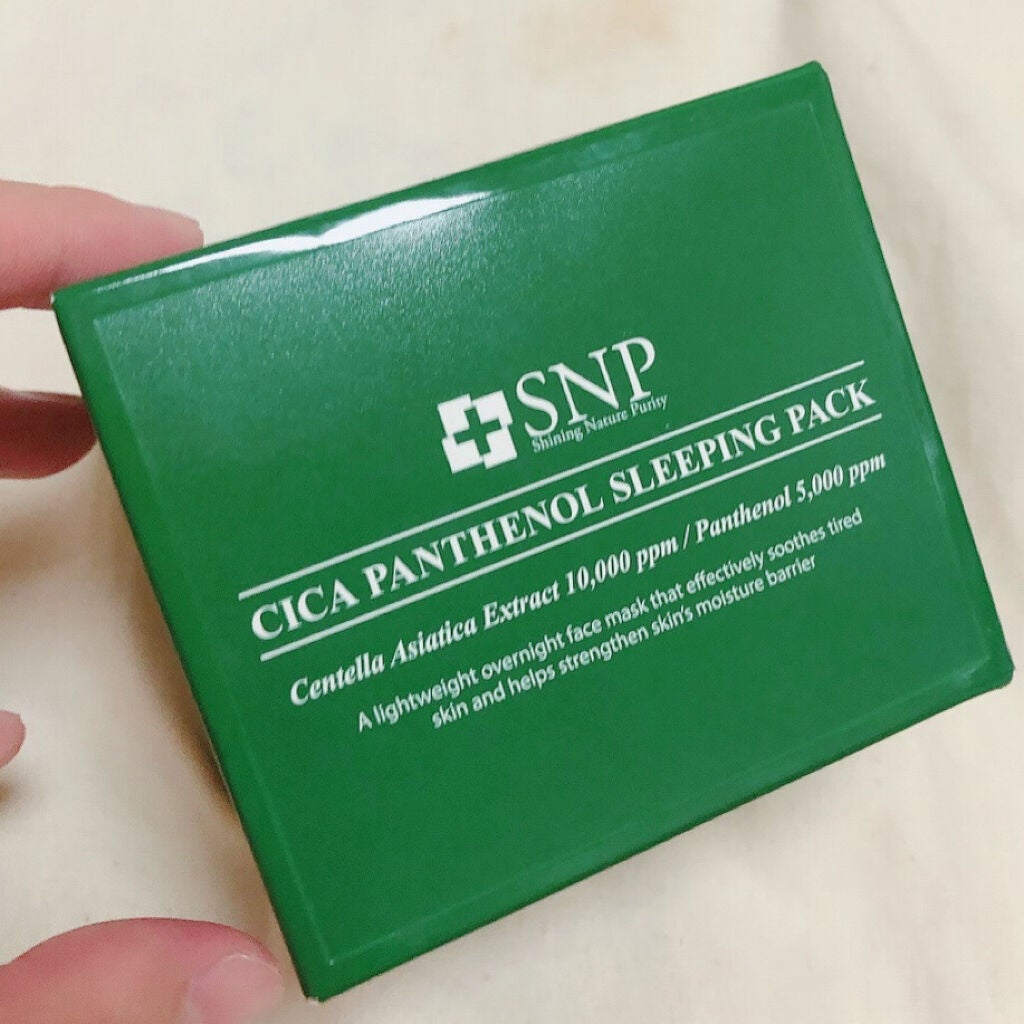 SNP
Shining Nature Purity
CICA PANTHENOL SLEEPING PACK
Centella Asiatica Extract 10,000 ppm / Panthenol 5,000 ppm
A lightweight overnight face mask that effectively soothes tired
skin and helps strengthen skin's moisture barrier